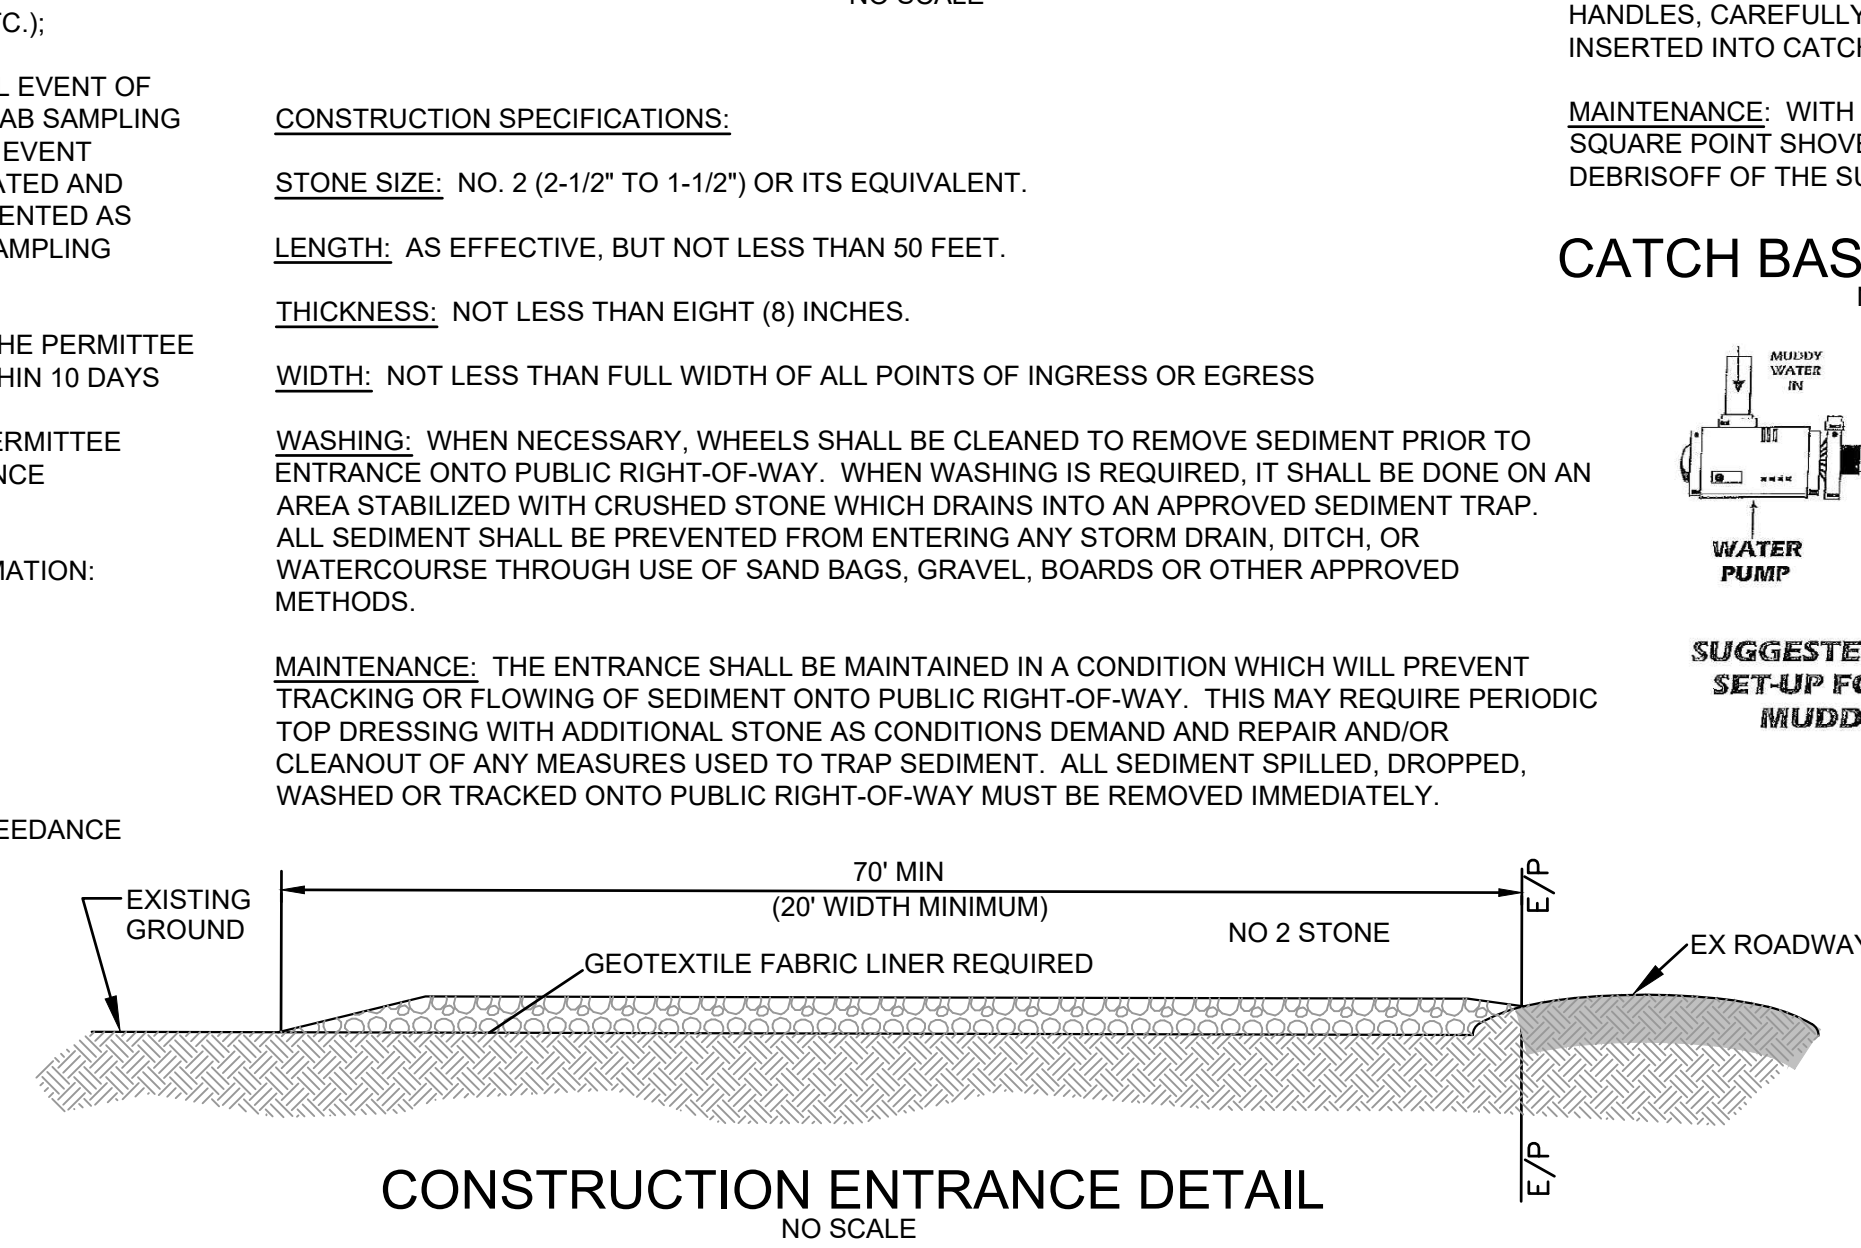 NO SCALE
TC.);
L EVENT OF
AB SAMPLING
EVENT
ATED AND
ENTED AS
AMPLING
HE PERMITTEE
HIN 10 DAYS
ERMITTEE
NCE
MATION:
EEDANCE
CONSTRUCTION SPECIFICATIONS:
STONE SIZE: NO. 2 (2-1/2" TO 1-1/2") OR ITS EQUIVALENT.
LENGTH: AS EFFECTIVE, BUT NOT LESS THAN 50 FEET.
THICKNESS: NOT LESS THAN EIGHT (8) INCHES.
WIDTH: NOT LESS THAN FULL WIDTH OF ALL POINTS OF INGRESS OR EGRESS
WASHING: WHEN NECESSARY, WHEELS SHALL BE CLEANED TO REMOVE SEDIMENT PRIOR TO
ENTRANCE ONTO PUBLIC RIGHT-OF-WAY. WHEN WASHING IS REQUIRED, IT SHALL BE DONE ON AN
AREA STABILIZED WITH CRUSHED STONE WHICH DRAINS INTO AN APPROVED SEDIMENT TRAP.
ALL SEDIMENT SHALL BE PREVENTED FROM ENTERING ANY STORM DRAIN, DITCH, OR
WATERCOURSE THROUGH USE OF SAND BAGS, GRAVEL, BOARDS OR OTHER APPROVED
METHODS.
MAINTENANCE: THE ENTRANCE SHALL BE MAINTAINED IN A CONDITION WHICH WILL PREVENT
TRACKING OR FLOWING OF SEDIMENT ONTO PUBLIC RIGHT-OF-WAY. THIS MAY REQUIRE PERIODIC
TOP DRESSING WITH ADDITIONAL STONE AS CONDITIONS DEMAND AND REPAIR AND/OR
CLEANOUT OF ANY MEASURES USED TO TRAP SEDIMENT. ALL SEDIMENT SPILLED, DROPPED,
WASHED OR TRACKED ONTO PUBLIC RIGHT-OF-WAY MUST BE REMOVED IMMEDIATELY.
HANDLES, CAREFULLY
INSERTED INTO CATCH
MAINTENANCE: WITH
SQUARE POINT SHOVE
DEBRISOFF OF THE SU
CATCH BAS
MUDDY
WATER
IN
WATER
PUMP
SUGGESTE
SET-UP FO
MUDD
70' MIN
(20' WIDTH MINIMUM)
E/P
EXISTING
GROUND
NO 2 STONE
GEOTEXTILE FABRIC LINER REQUIRED
EX ROADWAY
E/P
CONSTRUCTION ENTRANCE DETAIL
NO SCALE